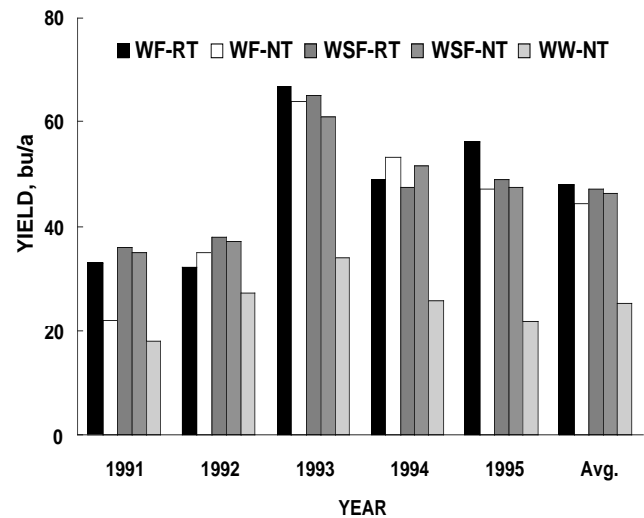 80
WF-RT WF-NT WSF-RT WSF-NT WW-NT
60
YIELD, bu/a
40
20
0
1991 1992 1993 1994 1995 Avg.
YEAR